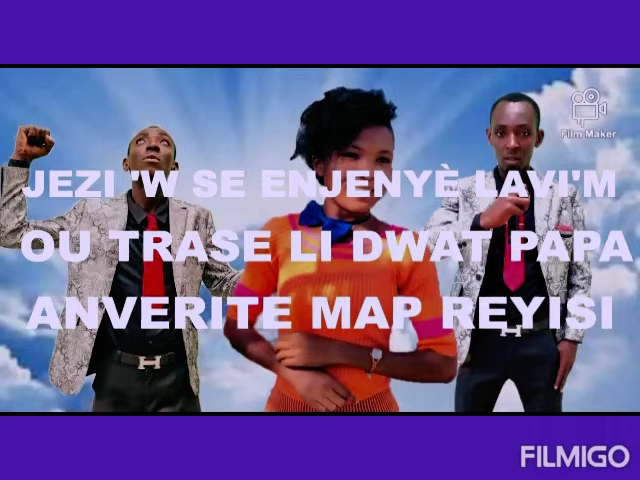 Film Maker
JEZI 'W SE ENJENYÈ LAVI'M
OU TRASE LI DWAT PAPA
ANVERITE MAP REYISI
FILMIGO